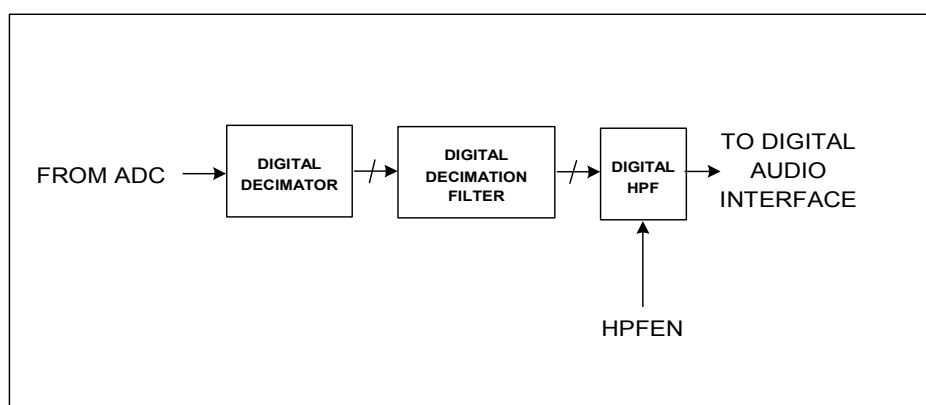 FROM ADC
DIGITAL
DECIMATOR
DIGITAL
DECIMATION
FILTER
DIGITAL
HPF
TO DIGITAL
AUDIO
INTERFACE
HPFEN